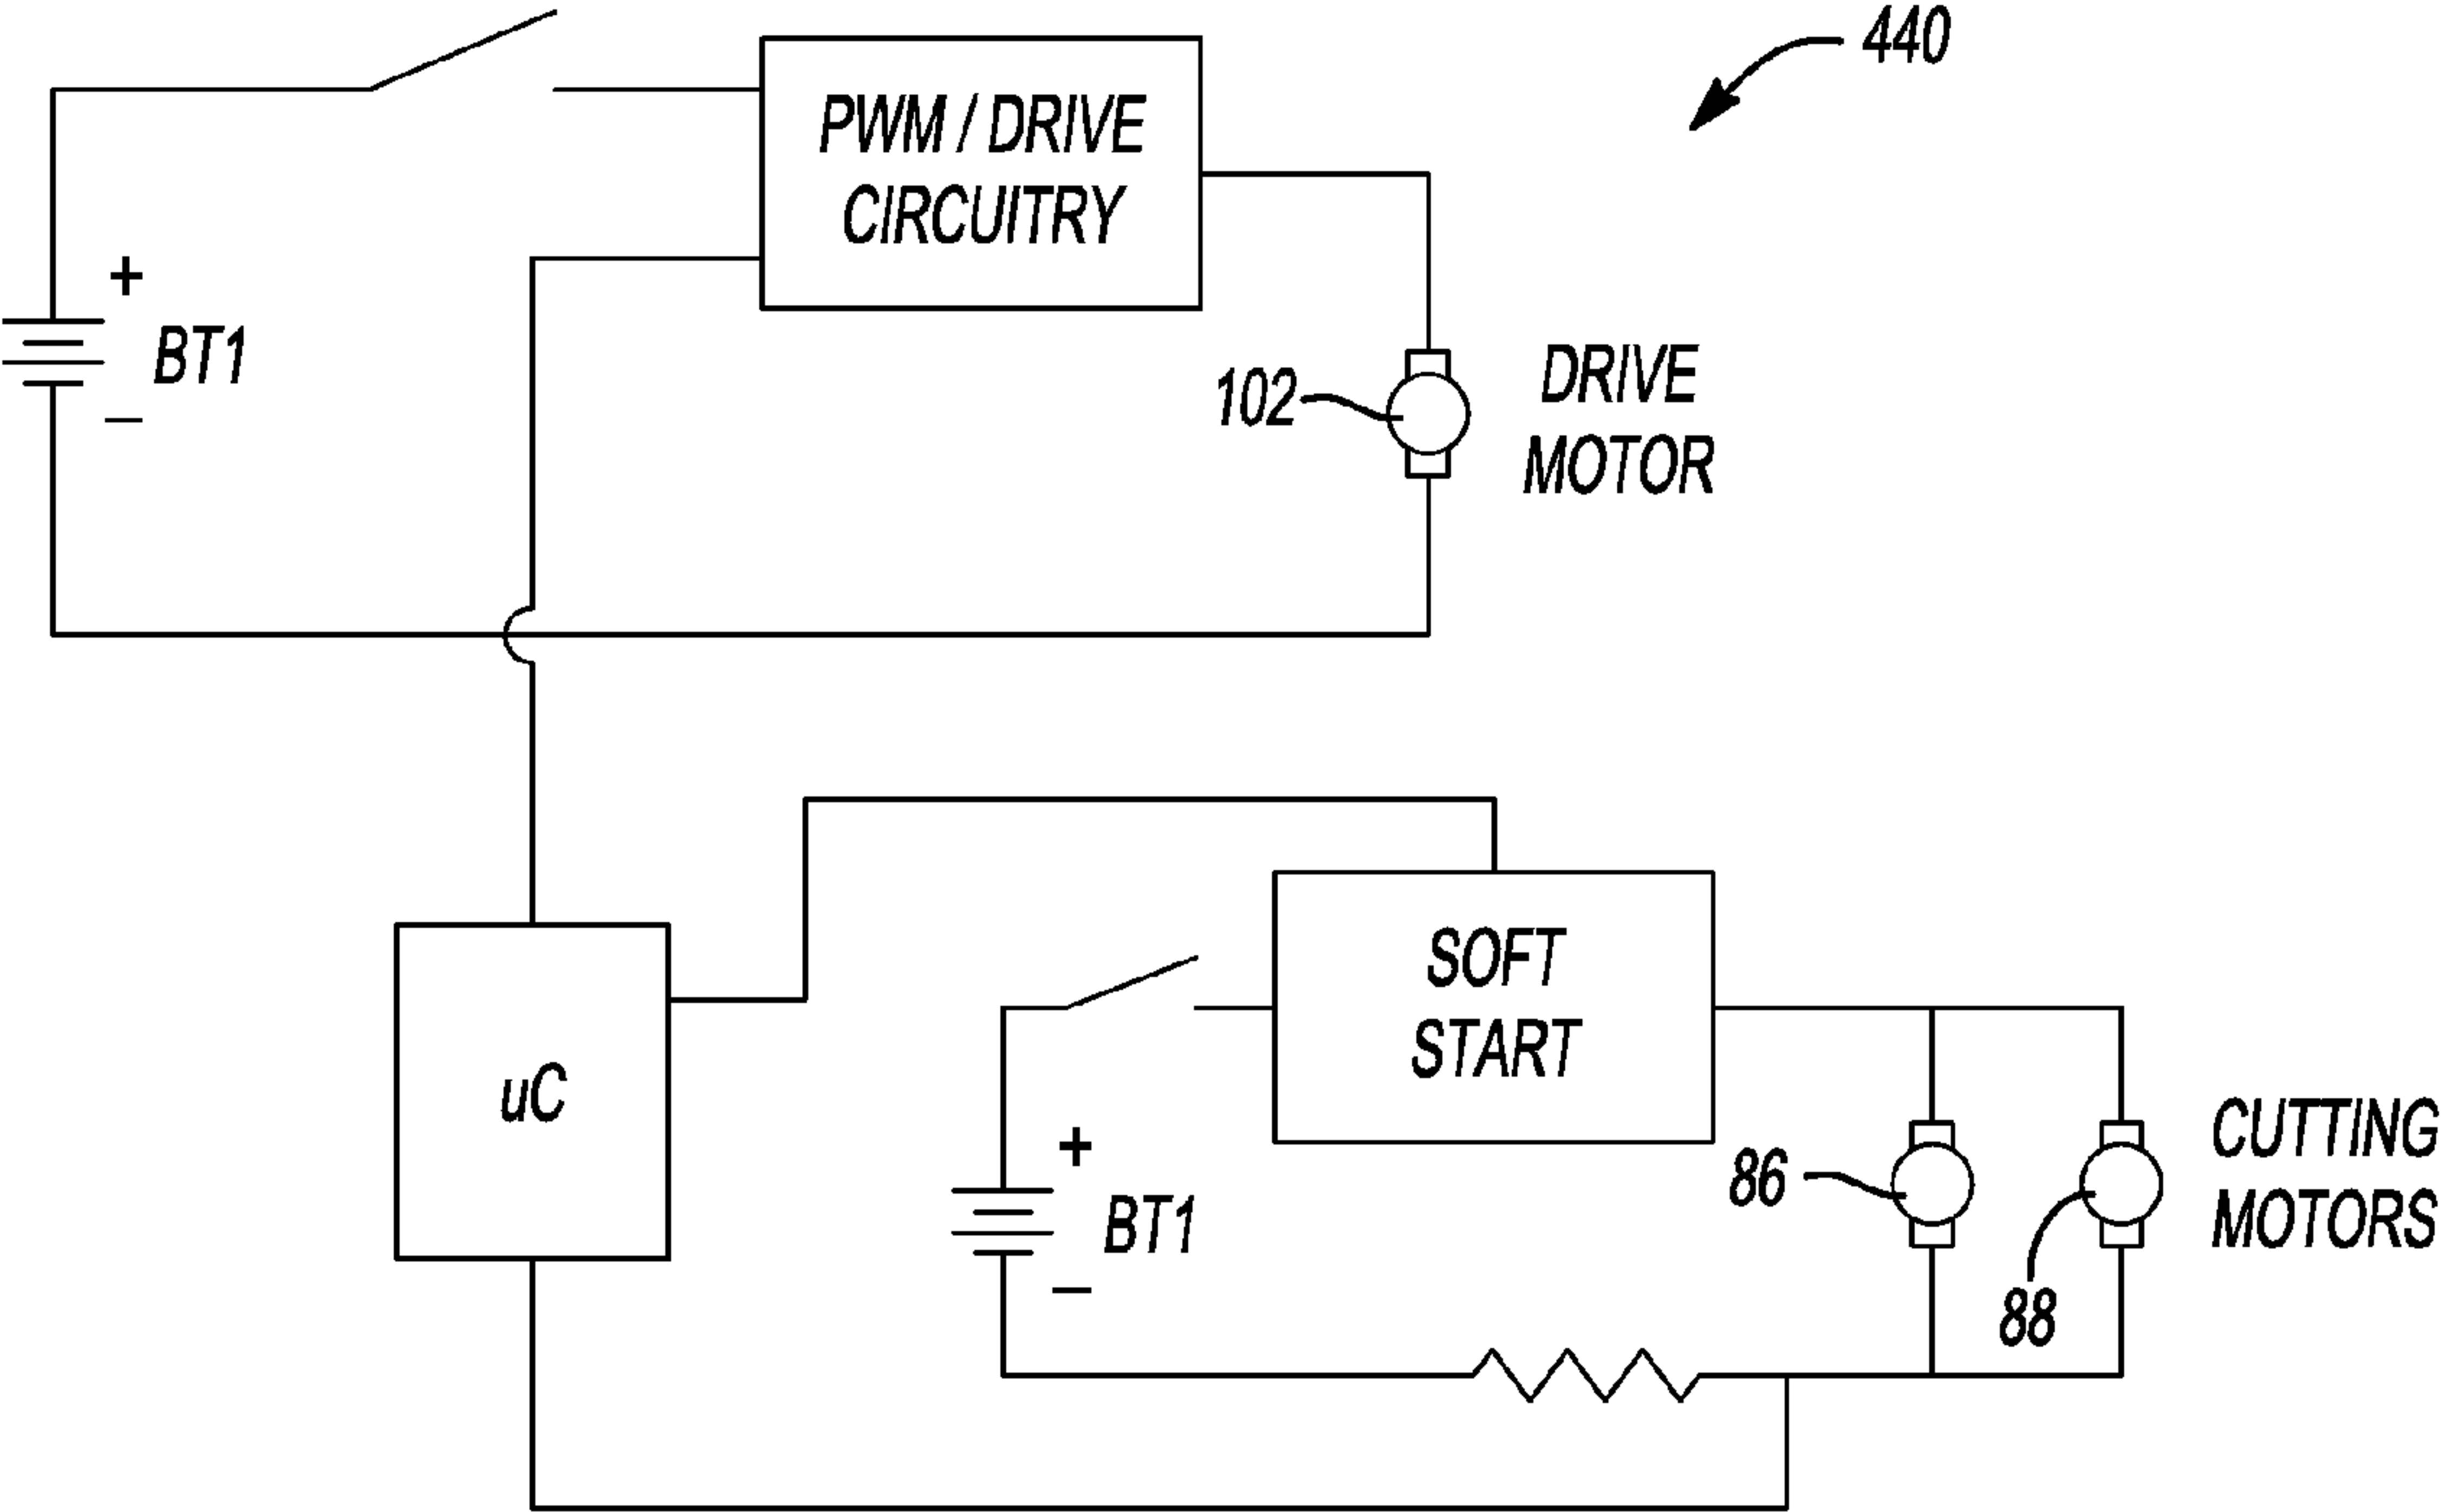 440
PWM / DRIVE
CIRCUITRY
+
BT1
–
102
DRIVE
MOTOR
SOFT
START
uC
+
BT1
–
86
88
CUTTING
MOTORS